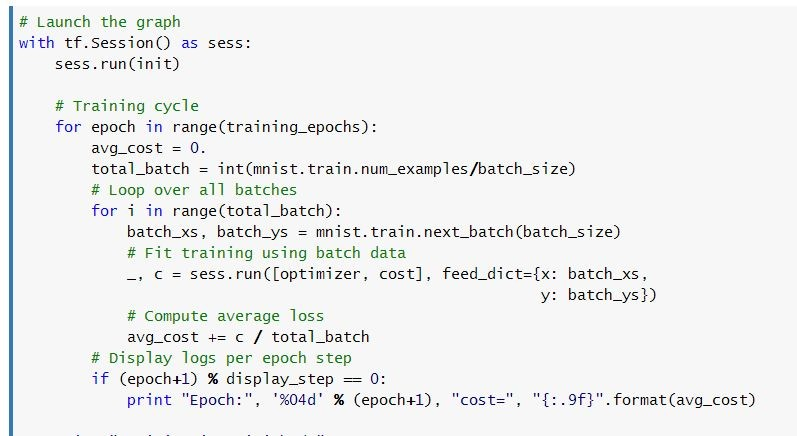 # Launch the graph
with tf.Session() as sess:
    sess.run(init)

    # Training cycle
    for epoch in range(training_epochs):
        avg_cost = 0.
        total_batch = int(mnist.train.num_examples/batch_size)
        # Loop over all batches
        for i in range(total_batch):
            batch_xs, batch_ys = mnist.train.next_batch(batch_size)
            # Fit training using batch data
            _, c = sess.run([optimizer, cost], feed_dict={x: batch_xs,
                                                          y: batch_ys})
            # Compute average loss
            avg_cost += c / total_batch
        # Display logs per epoch step
        if (epoch+1) % display_step == 0:
            print "Epoch:", '%04d' % (epoch+1), "cost=", "{:.9f}".format(avg_cost)